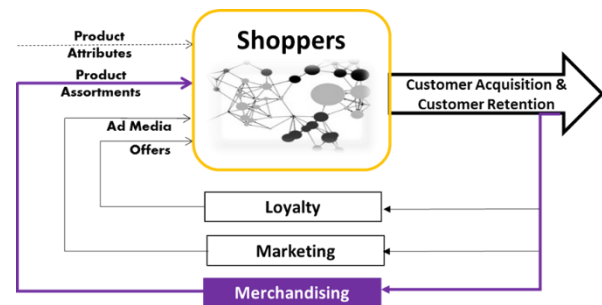 Product
Attributes
Product
Assortments
Ad Media
Offers
Shoppers
Customer Acquisition &
Customer Retention
Loyalty
Marketing
Merchandising